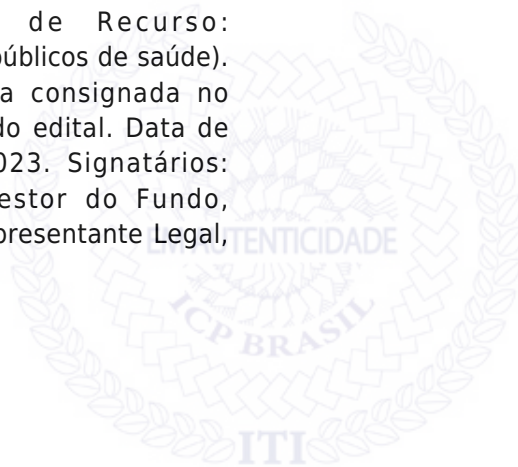 de Recurso:
públicos de saúde).
a consignada no
do edital. Data de
023. Signatários:
estor do Fundo,
presentante Legal,
EM AUTENTICIDADE
ICP BRASIL
ITI